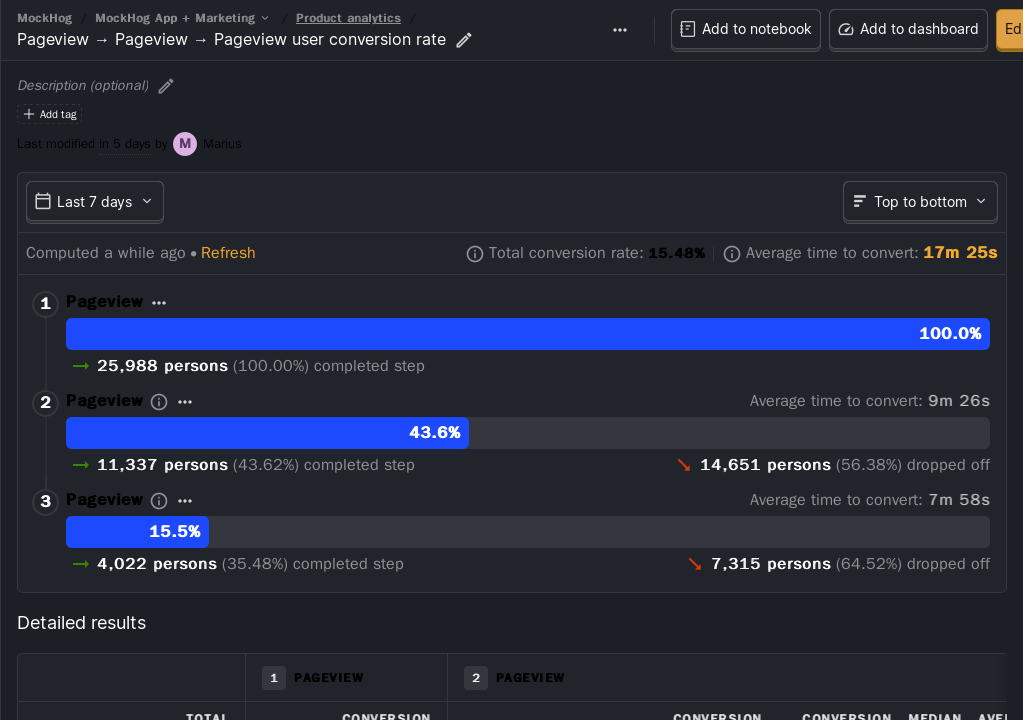 MockHog / MockHog App + Marketing / Product analytics /
Pageview → Pageview → Pageview user conversion rate
Add to notebook
Add to dashboard
Ed
Description (optional)
Add tag
Last modified in 5 days by M Marius
Last 7 days
Top to bottom
Computed a while ago • Refresh
Total conversion rate: 15.48%
Average time to convert: 17m 25s
1 Pageview
100.0%
→ 25,988 persons (100.00%) completed step
2 Pageview
Average time to convert: 9m 26s
43.6%
→ 11,337 persons (43.62%) completed step
↘ 14,651 persons (56.38%) dropped off
3 Pageview
Average time to convert: 7m 58s
15.5%
→ 4,022 persons (35.48%) completed step
↘ 7,315 persons (64.52%) dropped off
Detailed results
1 PAGEVIEW
2 PAGEVIEW
TOTAL CONVERSION CONVERSION CONVERSION MEDIAN AVE